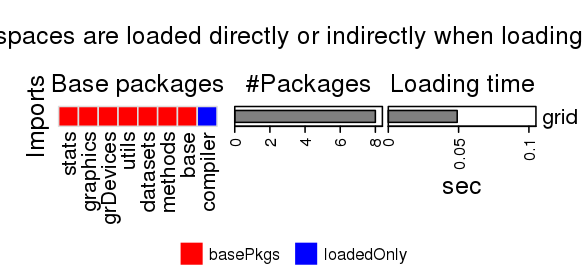 spaces are loaded directly or indirectly when loading
Base packages #Packages Loading time
Imports
grid
stats graphics grDevices utils datasets methods base compiler
0 2 4 6 8 0 0.05 0.1
sec
basePkgs loadedOnly